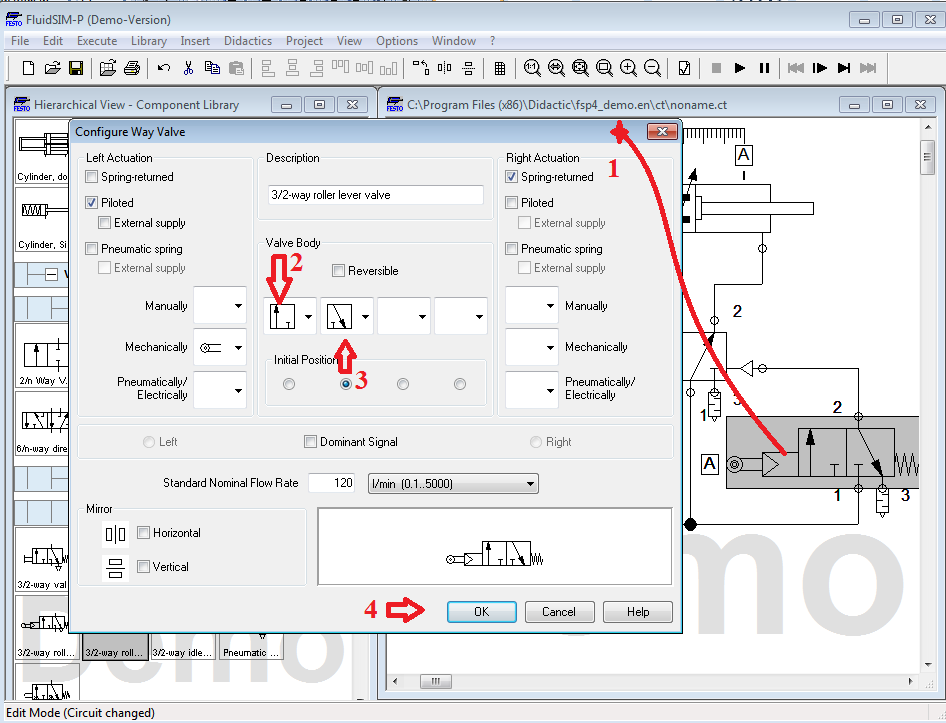 FESTO
FluidSIM-P (Demo-Version)
File Edit Execute Library Insert Didactics Project View Options Window ?
FESTO
Hierarchical View - Component Library
FESTO
C:\Program Files (x86)\Didactic\fsp4_demo.en\ct\noname.ct
Cylinder, do
Cylinder, Si
2/n Way V.
6/n-way dire
3/2-way val
3/2-way roll...
3/2-way roll...
3/2-way idle...
Pneumatic ...
Configure Way Valve
Left Actuation
Spring-returned
Piloted
External supply
Pneumatic spring
External supply
Manually
Mechanically
Pneumatically/
Electrically
Description
3/2-way roller lever valve
Valve Body
Reversible
2
3
Initial Position
Right Actuation
Spring-returned
Piloted
External supply
Pneumatic spring
External supply
Manually
Mechanically
Pneumatically/
Electrically
1
Left
Dominant Signal
Right
Standard Nominal Flow Rate
120
l/min (0.1..5000)
Mirror
Horizontal
Vertical
4
OK
Cancel
Help
A
2
1
3
2
A
1
3
Demo
Demo
Edit Mode (Circuit changed)